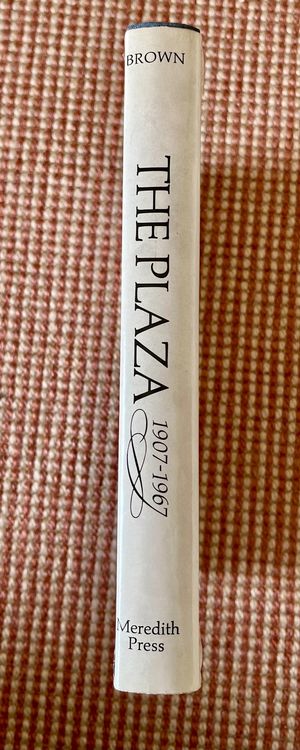 BROWN
THE PLAZA
1907-1967
Meredith
Press